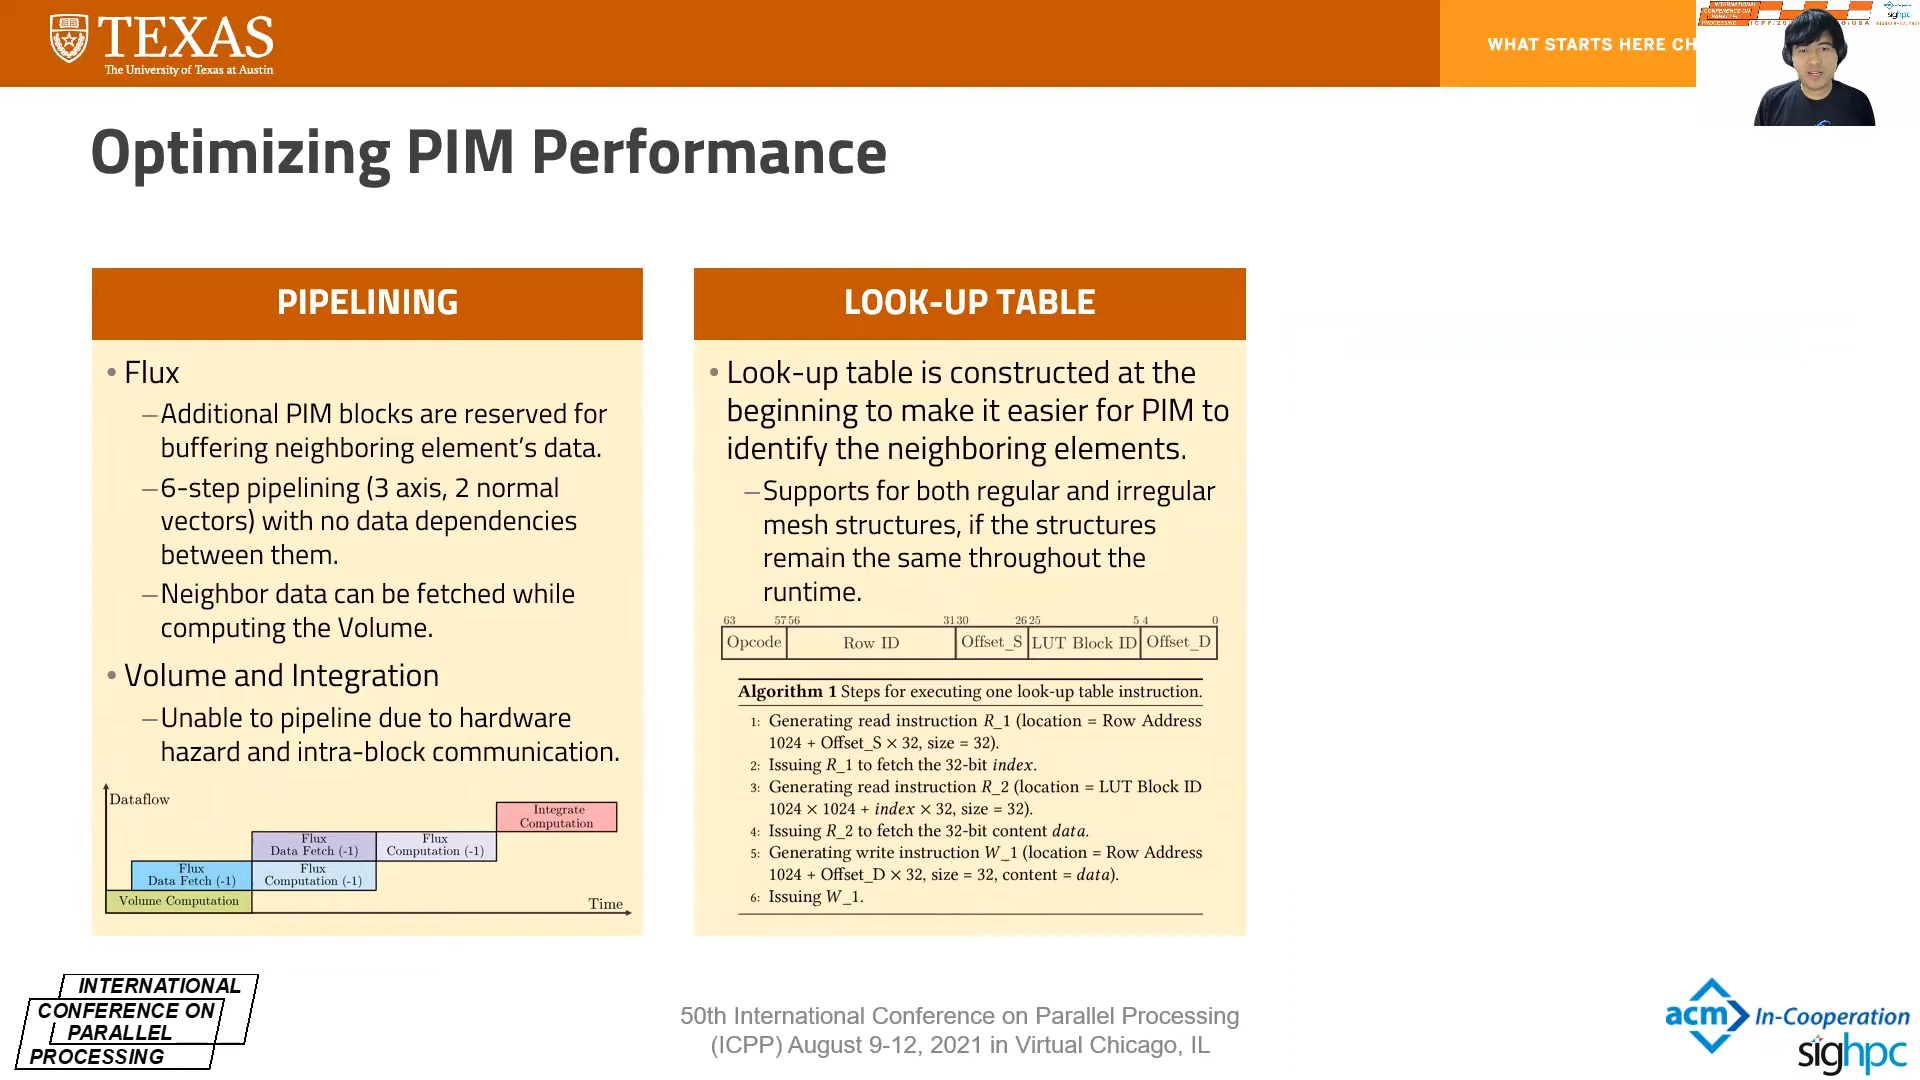 TEXAS
The University of Texas at Austin
WHAT STARTS HERE CH
INTERNATIONAL
CONFERENCE ON
PARALLEL
PROCESSING
sighpc
Optimizing PIM Performance
PIPELINING
• Flux
–Additional PIM blocks are reserved for
buffering neighboring element’s data.
–6-step pipelining (3 axis, 2 normal
vectors) with no data dependencies
between them.
–Neighbor data can be fetched while
computing the Volume.
• Volume and Integration
–Unable to pipeline due to hardware
hazard and intra-block communication.
Dataflow
Integrate
Computation
Flux
Data Fetch (-1)
Flux
Computation (-1)
Flux
Data Fetch (-1)
Flux
Computation (-1)
Volume Computation
Time
LOOK-UP TABLE
• Look-up table is constructed at the
beginning to make it easier for PIM to
identify the neighboring elements.
–Supports for both regular and irregular
mesh structures, if the structures
remain the same throughout the
runtime.
63 57 56 31 30 26 25 5 4 0
Opcode Row ID Offset_S LUT Block ID Offset_D
Algorithm 1 Steps for executing one look-up table instruction.
1: Generating read instruction R_1 (location = Row Address
1024 + Offset_S × 32, size = 32).
2: Issuing R_1 to fetch the 32-bit index.
3: Generating read instruction R_2 (location = LUT Block ID
1024 × 1024 + index × 32, size = 32).
4: Issuing R_2 to fetch the 32-bit content data.
5: Generating write instruction W_1 (location = Row Address
1024 + Offset_D × 32, size = 32, content = data).
6: Issuing W_1.
INTERNATIONAL
CONFERENCE ON
PARALLEL
PROCESSING
50th International Conference on Parallel Processing
(ICPP) August 9-12, 2021 in Virtual Chicago, IL
acm In-Cooperation
sighpc